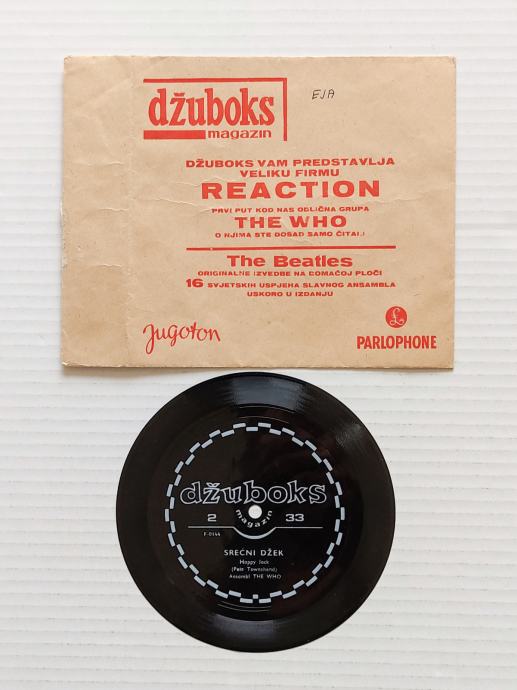 džuboks
magazin
EJA
DŽUBOKS VAM PREDSTAVLJA
VELIKU FIRMU
REACTION
PRVI PUT KOD NAS ODLIČNA GRUPA
THE WHO
O NJIMA STE DOSAD SAMO ČITALI
The Beatles
ORIGINALNE IZVEDBE NA DOMAĆOJ PLOČI
16 SVJETSKIH USPJEHA SLAVNOG ANSAMBLA
USKORO U IZDANJU
Jugoton
£
PARLOPHONE
džuboks
magazin
2 33
F-0144
SREĆNI DŽEK
Happy Jack
(Pete Townshend)
Ansambl THE WHO